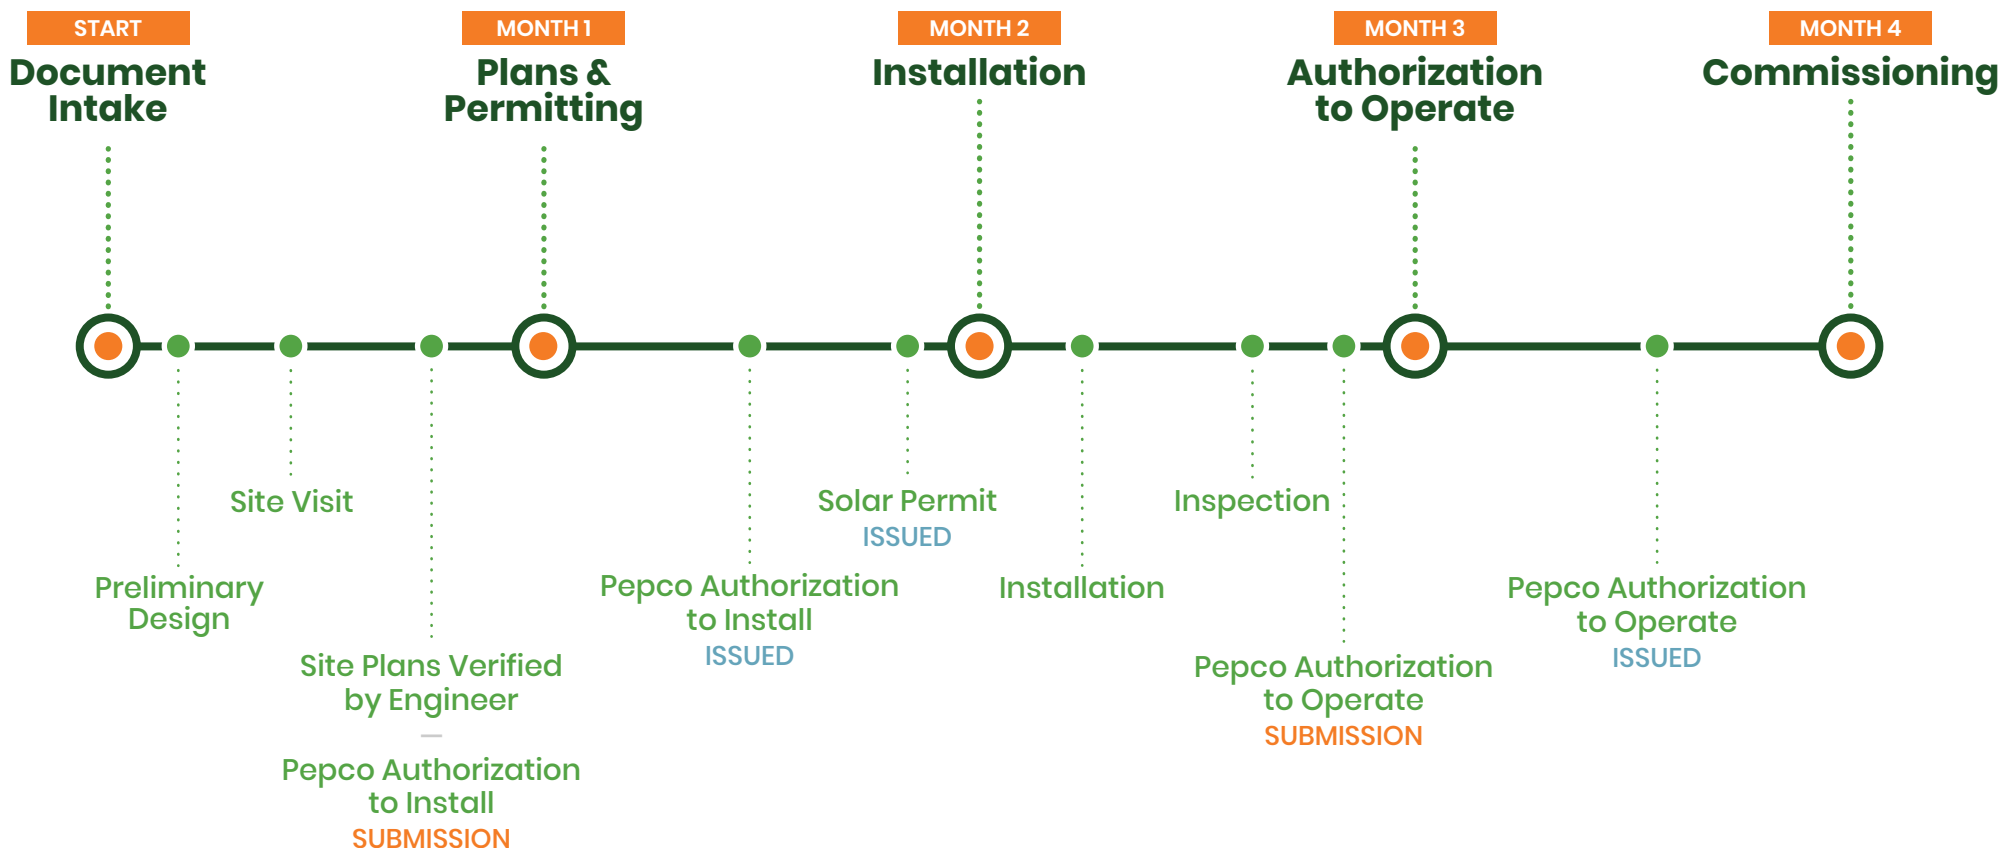 START
Document
Intake
MONTH 1
Plans &
Permitting
MONTH 2
Installation
MONTH 3
Authorization
to Operate
MONTH 4
Commissioning
Preliminary
Design
Site Visit
Site Plans Verified
by Engineer
—
Pepco Authorization
to Install
SUBMISSION
Pepco Authorization
to Install
ISSUED
Solar Permit
ISSUED
Installation
Inspection
Pepco Authorization
to Operate
SUBMISSION
Pepco Authorization
to Operate
ISSUED